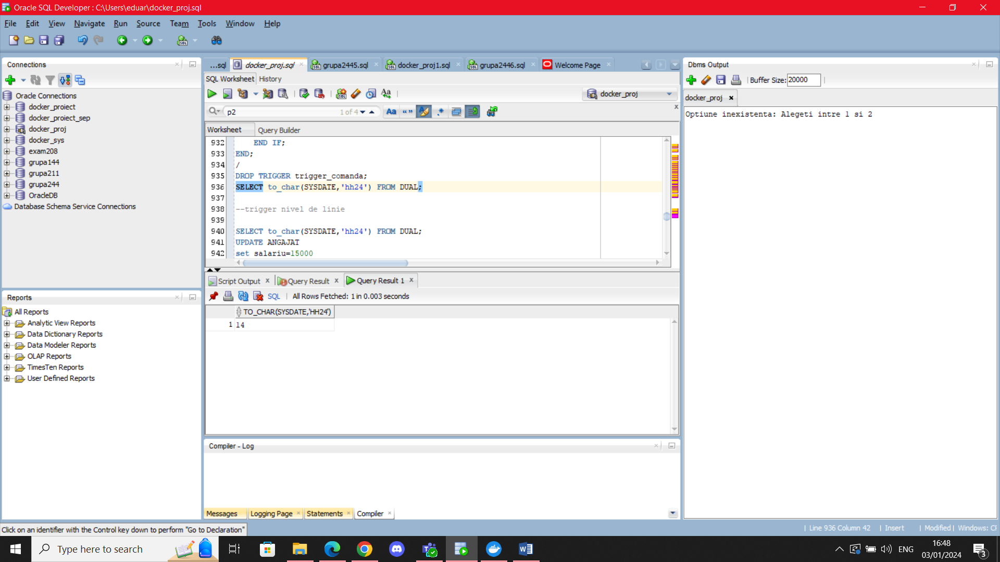 Oracle SQL Developer : C:\Users\eduar\docker_proj.sql
File Edit View Navigate Run Source Team Tools Window Help
Connections
Oracle Connections
docker_proiect
docker_proiect_sep
docker_proj
docker_sys
exam208
grupa144
grupa211
grupa244
OracleDB
Database Schema Service Connections
Reports
All Reports
Analytic View Reports
Data Dictionary Reports
Data Modeler Reports
OLAP Reports
TimesTen Reports
User Defined Reports
...sql docker_proj.sql grupa2445.sql docker_proj1.sql grupa2446.sql Welcome Page
SQL Worksheet History
docker_proj
p2 1 of 4 Aa “ ” .*
Worksheet Query Builder
932 END IF;
933 END;
934 /
935 DROP TRIGGER trigger_comanda;
936 SELECT to_char(SYSDATE,'hh24') FROM DUAL;
937
938 --trigger nivel de linie
939
940 SELECT to_char(SYSDATE,'hh24') FROM DUAL;
941 UPDATE ANGAJAT
942 set salariu=15000
Script Output x Query Result x Query Result 1 x
SQL | All Rows Fetched: 1 in 0.003 seconds
TO_CHAR(SYSDATE,'HH24')
1 14
Compiler - Log
Messages Logging Page Statements Compiler
Dbms Output
Buffer Size: 20000
docker_proj
Optiune inexistenta: Alegeti intre 1 si 2
Click on an identifier with the Control key down to perform "Go to Declaration"
| Line 936 Column 42 | Insert | Modified | Windows: CF
Type here to search
ENG
16:48
03/01/2024
3